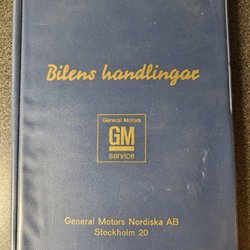 Bilens handlingar
General Motors
GM
service
General Motors Nordiska AB
Stockholm 20